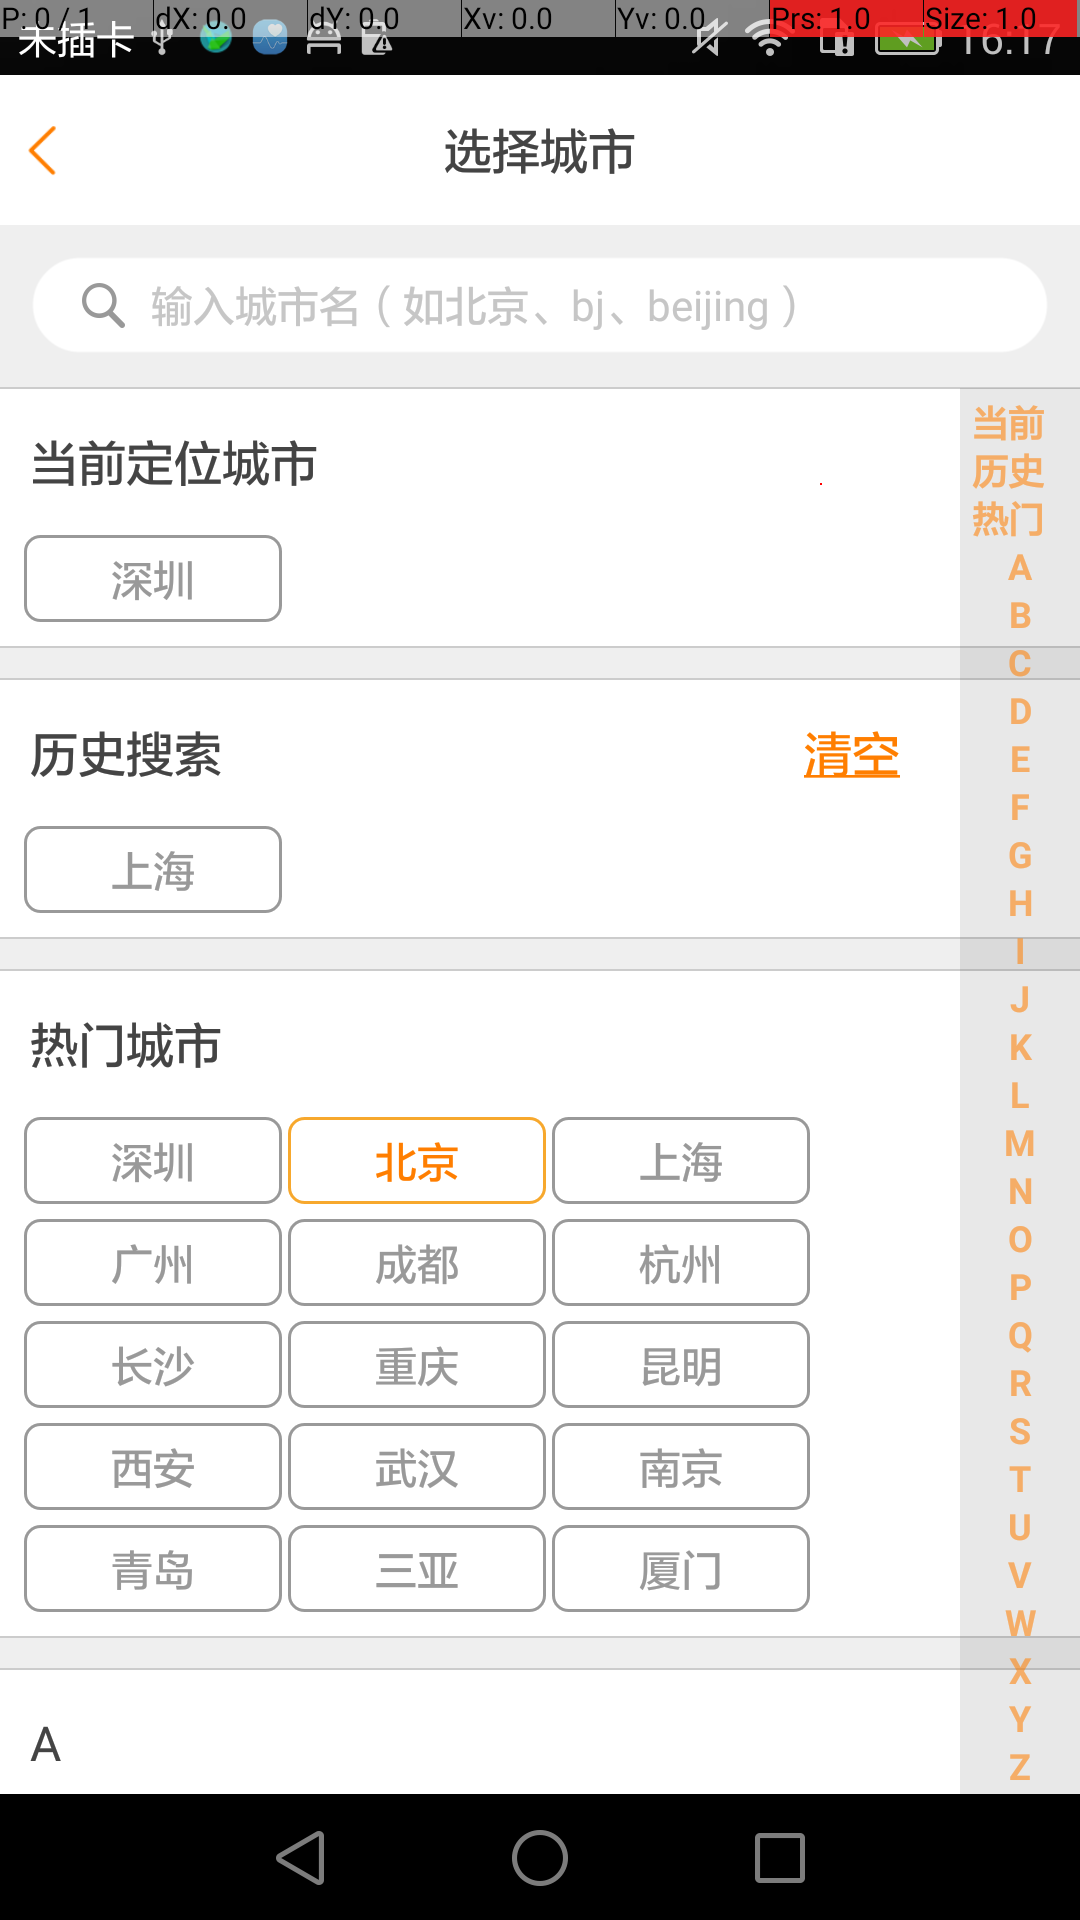 P: 0 / 1 dX: 0.0 dY: 0.0 Xv: 0.0 Yv: 0.0 Prs: 1.0 Size: 1.0
未插卡 16:17
选择城市
输入城市名（如北京、bj、beijing）
当前定位城市
深圳
历史搜索 清空
上海
热门城市
深圳 北京 上海
广州 成都 杭州
长沙 重庆 昆明
西安 武汉 南京
青岛 三亚 厦门
A
当前
历史
热门
A
B
C
D
E
F
G
H
I
J
K
L
M
N
O
P
Q
R
S
T
U
V
W
X
Y
Z